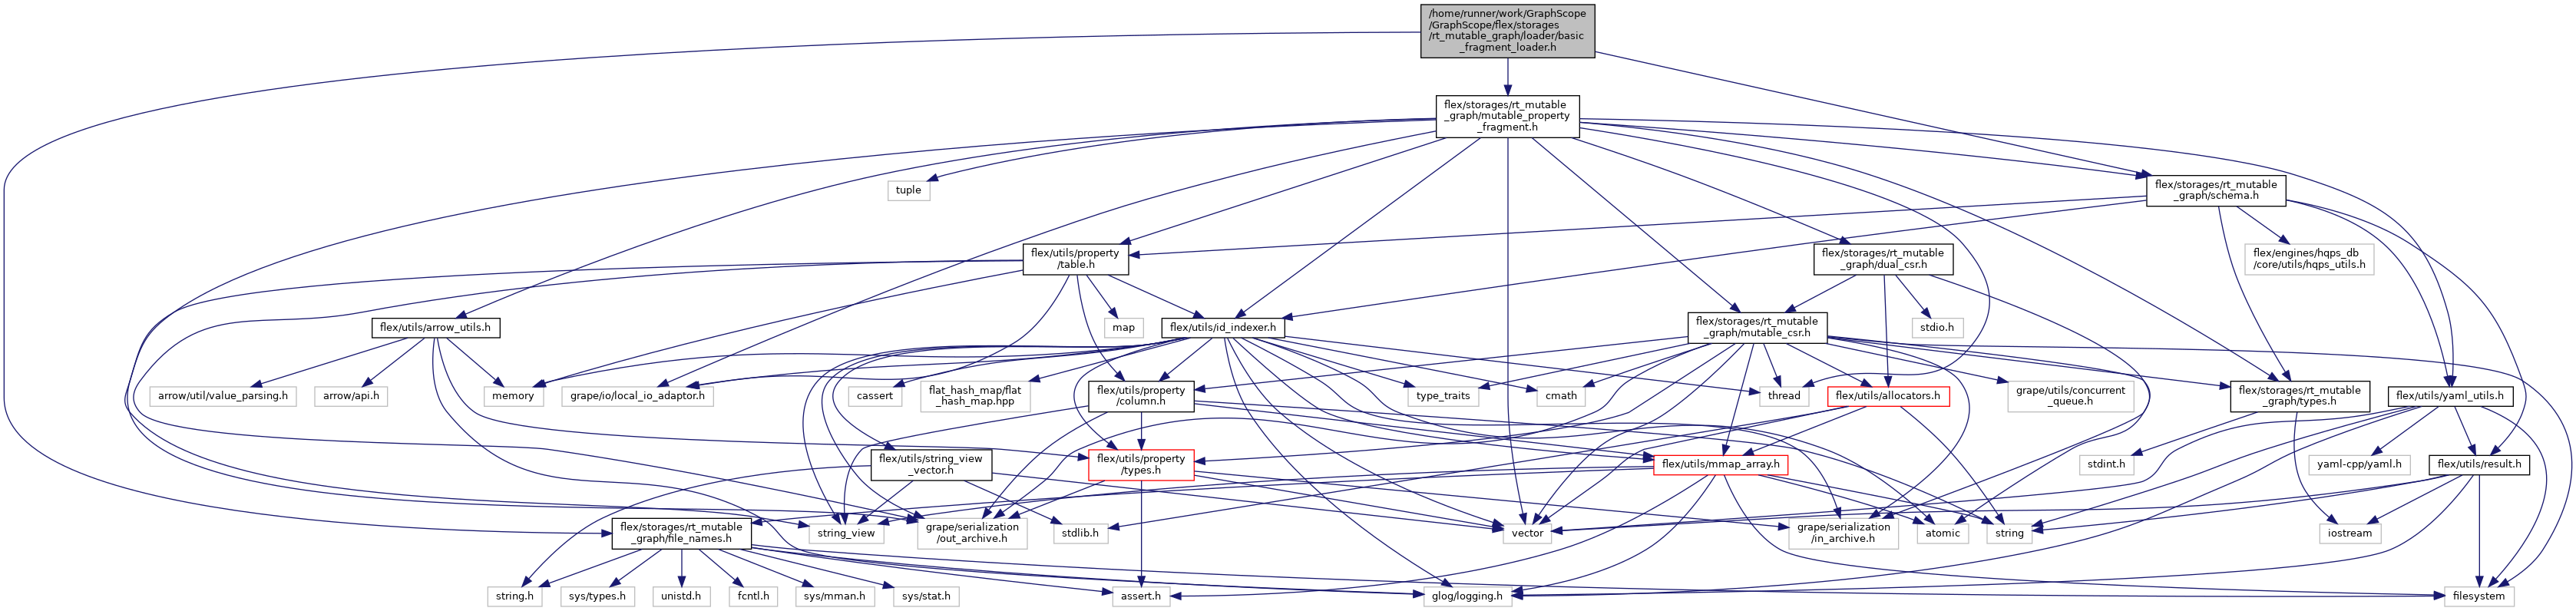 /home/runner/work/GraphScope
/GraphScope/flex/storages
/rt_mutable_graph/loader/basic
_fragment_loader.h
flex/storages/rt_mutable
_graph/mutable_property
_fragment.h
tuple
flex/storages/rt_mutable
_graph/schema.h
flex/utils/property
/table.h
flex/storages/rt_mutable
_graph/dual_csr.h
flex/engines/hqps_db
/core/utils/hqps_utils.h
flex/utils/arrow_utils.h
map
flex/utils/id_indexer.h
flex/storages/rt_mutable
_graph/mutable_csr.h
stdio.h
arrow/util/value_parsing.h
arrow/api.h
memory
grape/io/local_io_adaptor.h
cassert
flat_hash_map/flat
_hash_map.hpp
flex/utils/property
/column.h
type_traits
cmath
thread
flex/utils/allocators.h
grape/utils/concurrent
_queue.h
flex/storages/rt_mutable
_graph/types.h
flex/utils/yaml_utils.h
flex/utils/string_view
_vector.h
flex/utils/property
/types.h
flex/utils/mmap_array.h
stdint.h
yaml-cpp/yaml.h
flex/utils/result.h
flex/storages/rt_mutable
_graph/file_names.h
string_view
grape/serialization
/out_archive.h
stdlib.h
vector
grape/serialization
/in_archive.h
atomic
string
iostream
string.h
sys/types.h
unistd.h
fcntl.h
sys/mman.h
sys/stat.h
assert.h
glog/logging.h
filesystem